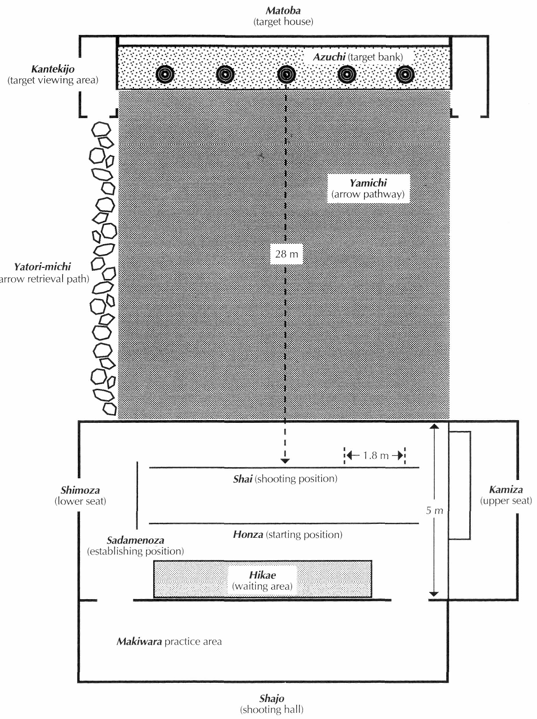 Matoba
(target house)
Azuchi (target bank)
Kantekijo
(target viewing area)
Yamichi
(arrow pathway)
28 m
Yatori-michi
arrow retrieval path)
1.8 m
Shai (shooting position)
Shimoza
(lower seat)
Kamiza
(upper seat)
5 m
Honza (starting position)
Sadamenoza
(establishing position)
Hikae
(waiting area)
Makiwara practice area
Shajo
(shooting hall)